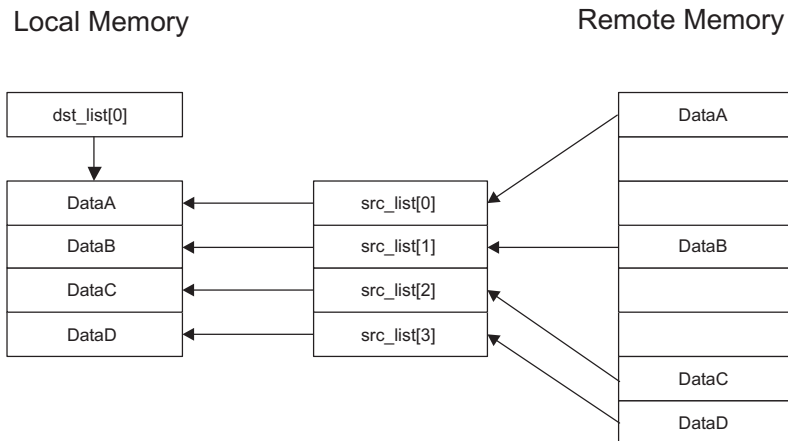 Local Memory
Remote Memory
dst_list[0]
DataA
DataA
src_list[0]
DataB
src_list[1]
DataB
DataC
src_list[2]
DataD
src_list[3]
DataC
DataD